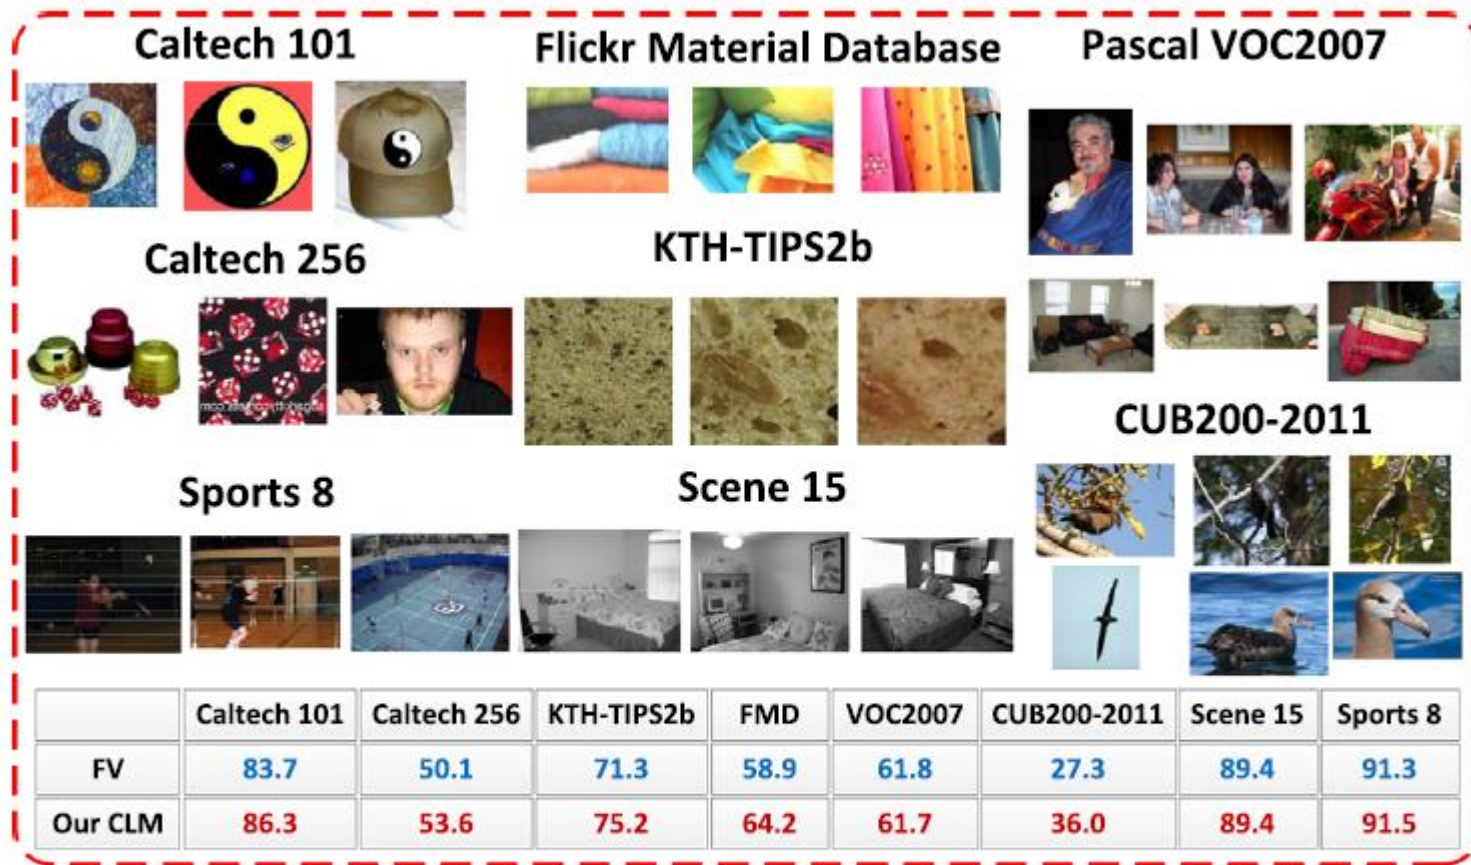 Caltech 101
Flickr Material Database
Pascal VOC2007
Caltech 256
KTH-TIPS2b
CUB200-2011
Sports 8
Scene 15
Caltech 101 Caltech 256 KTH-TIPS2b FMD VOC2007 CUB200-2011 Scene 15 Sports 8
FV 83.7 50.1 71.3 58.9 61.8 27.3 89.4 91.3
Our CLM 86.3 53.6 75.2 64.2 61.7 36.0 89.4 91.5